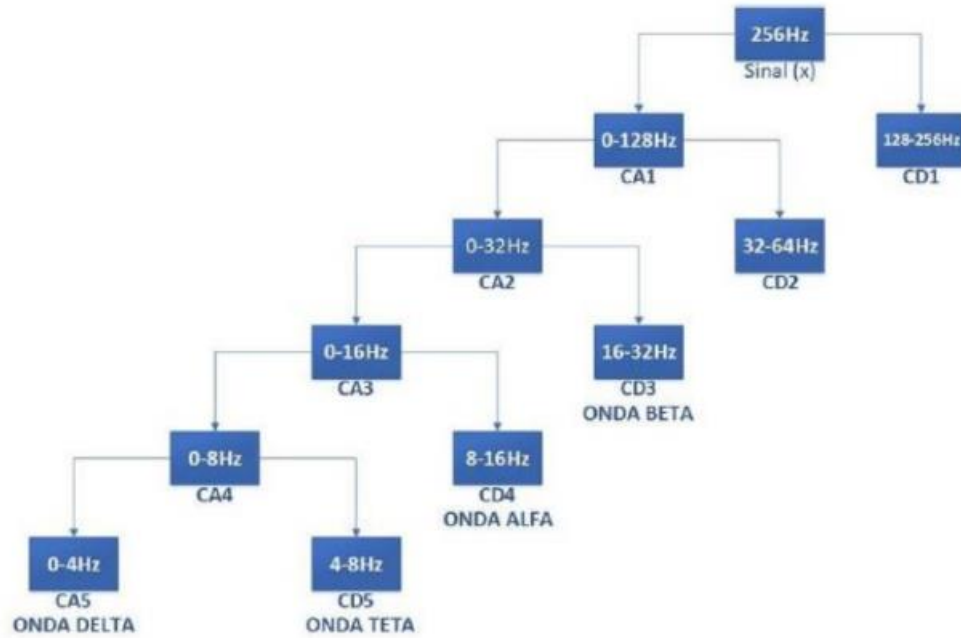 256Hz
Sinal (x)
0-128Hz
CA1
128-256Hz
CD1
0-32Hz
CA2
32-64Hz
CD2
0-16Hz
CA3
16-32Hz
CD3
ONDA BETA
0-8Hz
CA4
8-16Hz
CD4
ONDA ALFA
0-4Hz
CA5
ONDA DELTA
4-8Hz
CD5
ONDA TETA